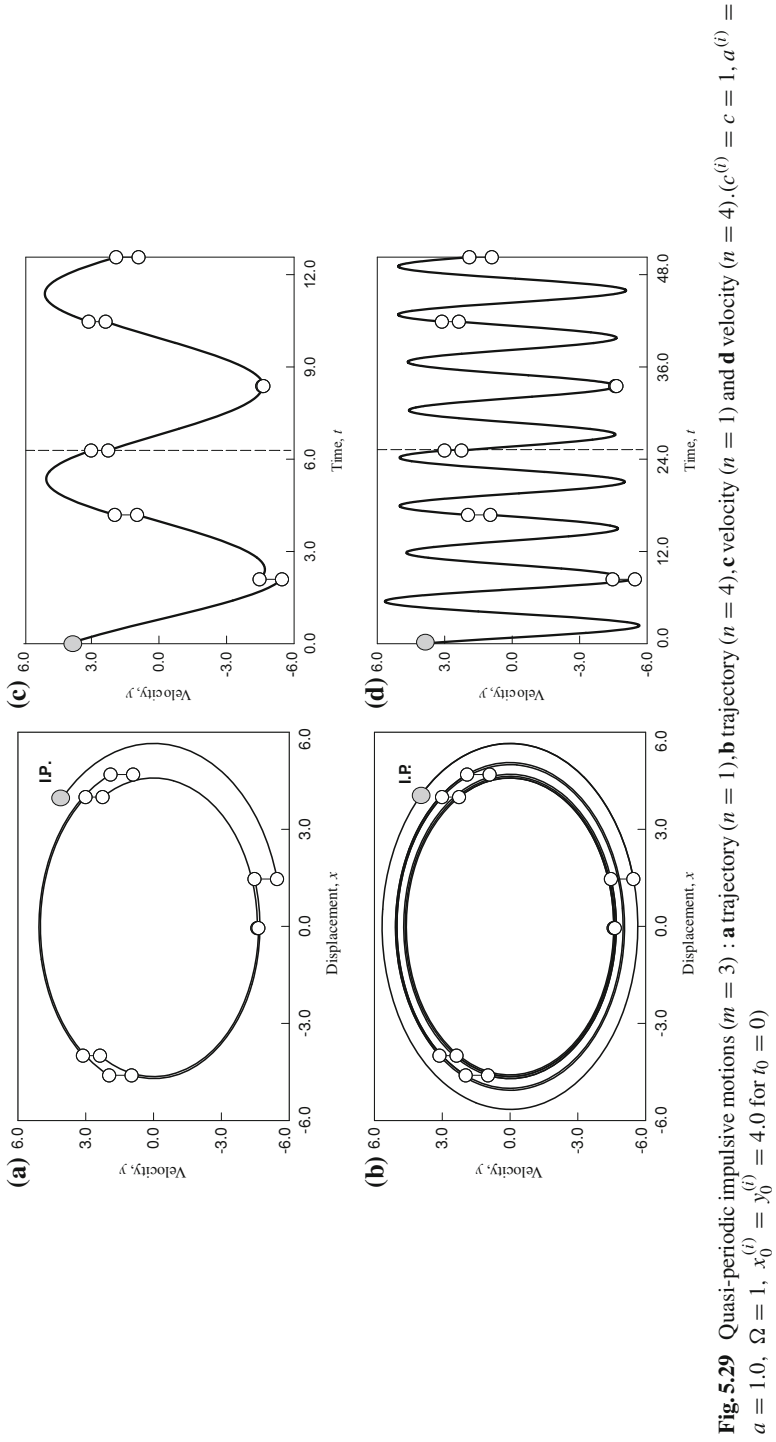 (a)
6.0
3.0
0.0
-3.0
-6.0
Velocity, y
-6.0 -3.0 0.0 3.0 6.0
Displacement, x
I.P.
(c)
6.0
3.0
0.0
-3.0
-6.0
Velocity, y
0.0 3.0 6.0 9.0 12.0
Time, t
(b)
6.0
3.0
0.0
-3.0
-6.0
Velocity, y
-6.0 -3.0 0.0 3.0 6.0
Displacement, x
I.P.
(d)
6.0
3.0
0.0
-3.0
-6.0
Velocity, y
0.0 12.0 24.0 36.0 48.0
Time, t
Fig. 5.29 Quasi-periodic impulsive motions (m = 3) : a trajectory (n = 1), b trajectory (n = 4), c velocity (n = 1) and d velocity (n = 4).(c^(i) = c = 1, a^(i) =
a = 1.0, Ω = 1, x_0^(i) = y_0^(i) = 4.0 for t_0 = 0)